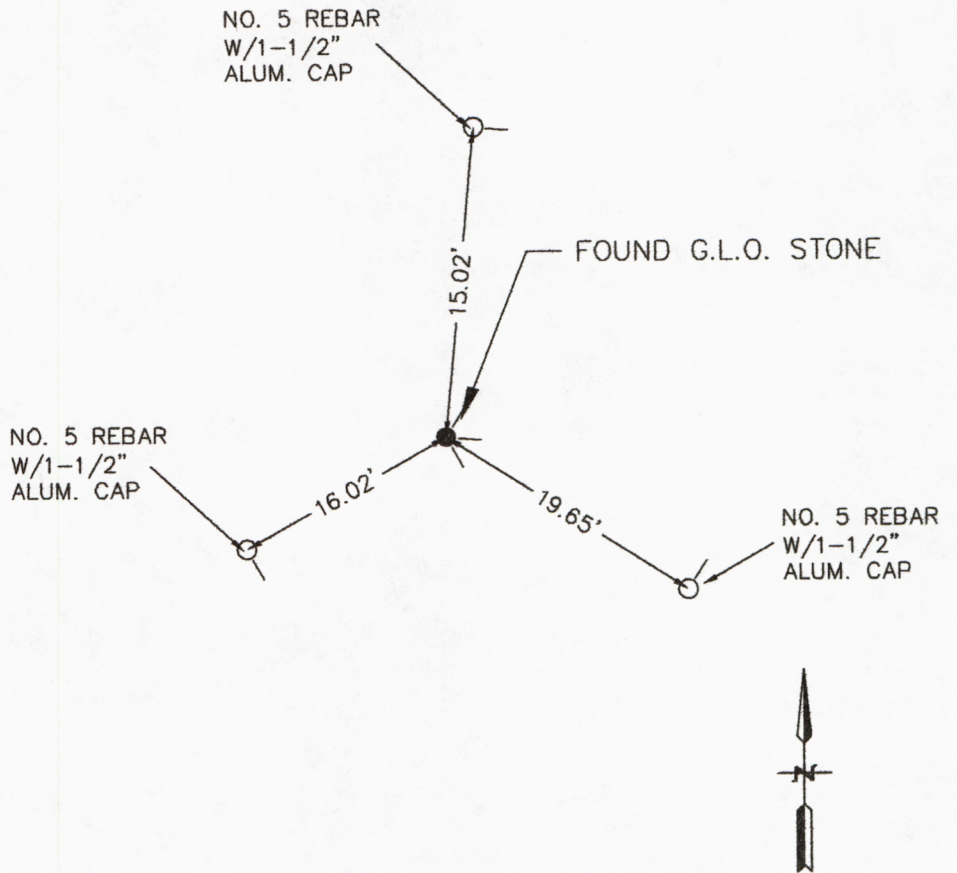 NO. 5 REBAR
W/1-1/2"
ALUM. CAP
FOUND G.L.O. STONE
15.02'
NO. 5 REBAR
W/1-1/2"
ALUM. CAP
16.02'
19.65'
NO. 5 REBAR
W/1-1/2"
ALUM. CAP
N